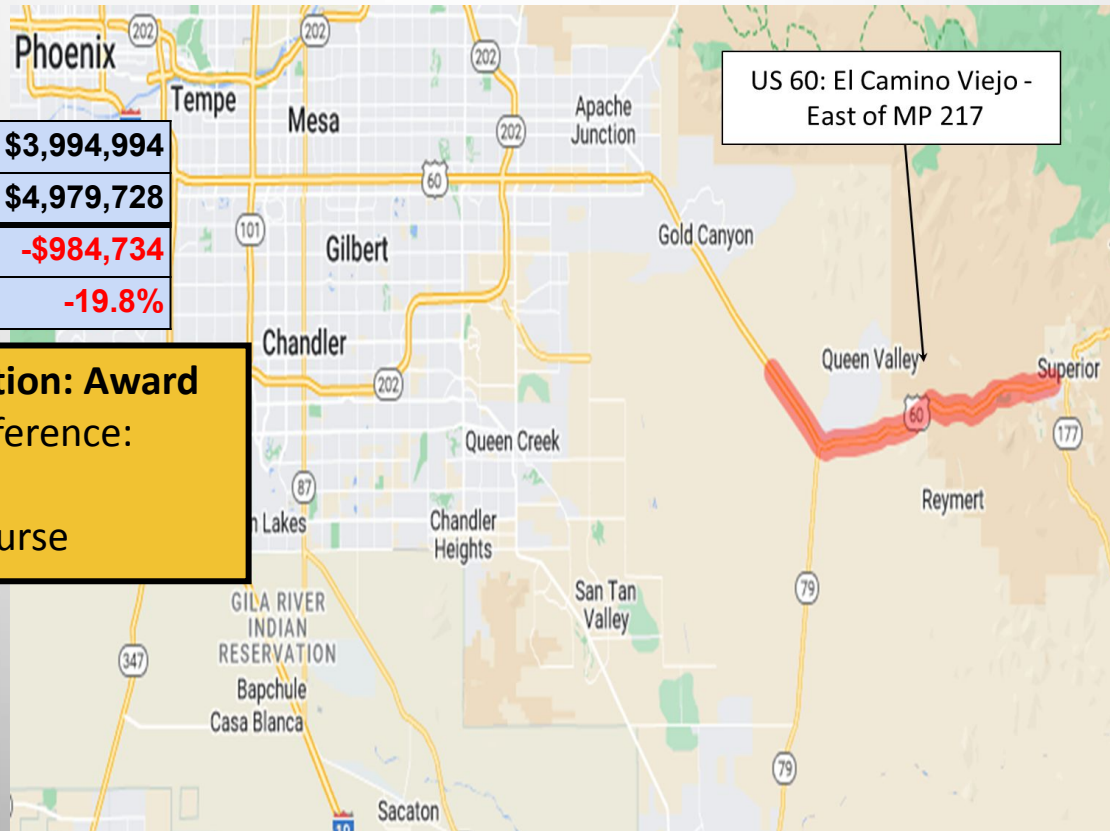 Phoenix
202
202
Tempe
202
Mesa
Apache
Junction
US 60: El Camino Viejo -
East of MP 217
$3,994,994
$4,979,728
-$984,734
-19.8%
202
60
101
Gilbert
Gold Canyon
Chandler
202
Queen Valley
Superior
60
177
tion: Award
ference:
urse
Queen Creek
87
Lakes
Chandler
Heights
Reymert
79
San Tan
Valley
GILA RIVER
INDIAN
RESERVATION
347
Bapchule
Casa Blanca
79
Sacaton
10